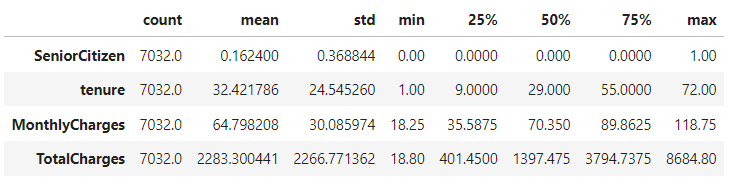 count mean std min 25% 50% 75% max
SeniorCitizen 7032.0 0.162400 0.368844 0.00 0.0000 0.000 0.0000 1.00
tenure 7032.0 32.421786 24.545260 1.00 9.0000 29.000 55.0000 72.00
MonthlyCharges 7032.0 64.798208 30.085974 18.25 35.5875 70.350 89.8625 118.75
TotalCharges 7032.0 2283.300441 2266.771362 18.80 401.4500 1397.475 3794.7375 8684.80